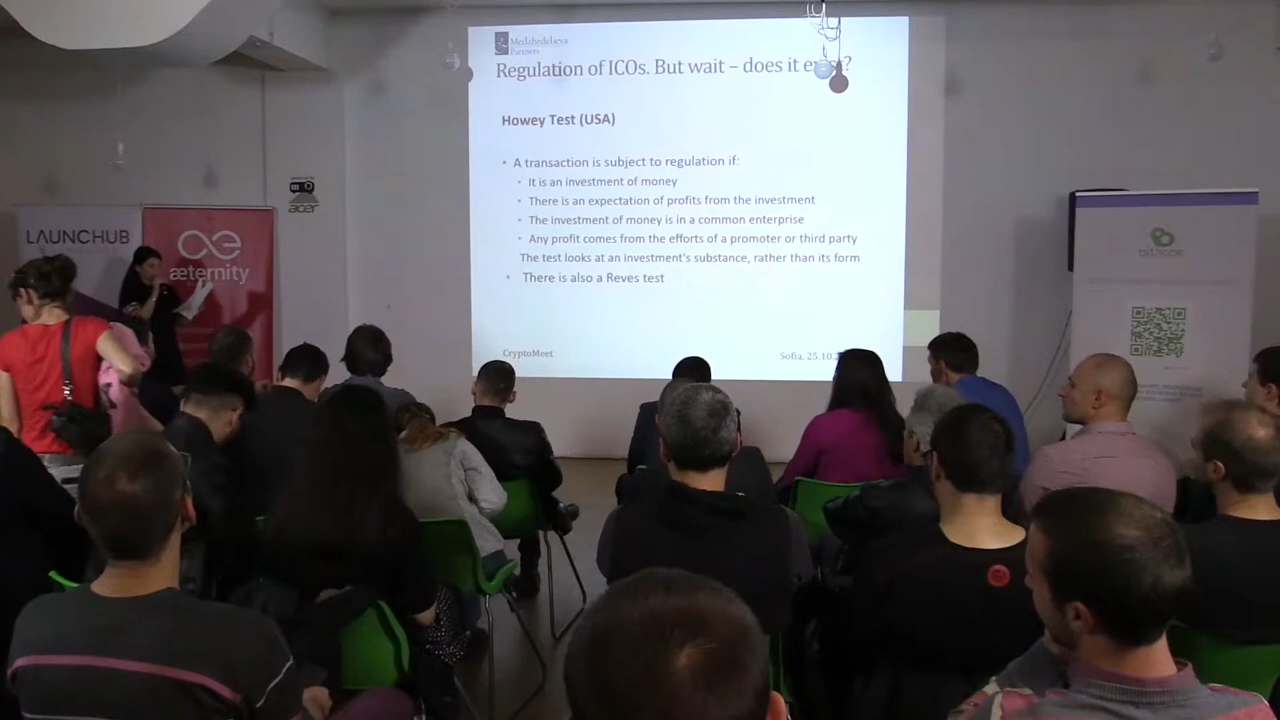 Medzhedelieva
Partners
Regulation of ICOs. But wait – does it
Howey Test (USA)
• A transaction is subject to regulation if:
• It is an investment of money
• There is an expectation of profits from the investment
• The investment of money is in a common enterprise
• Any profit comes from the efforts of a promoter or third party
The test looks at an investment's substance, rather than its form
• There is also a Reves test
CryptoMeet
Sofia, 25.10.
acer
LAUNCHUB
æternity